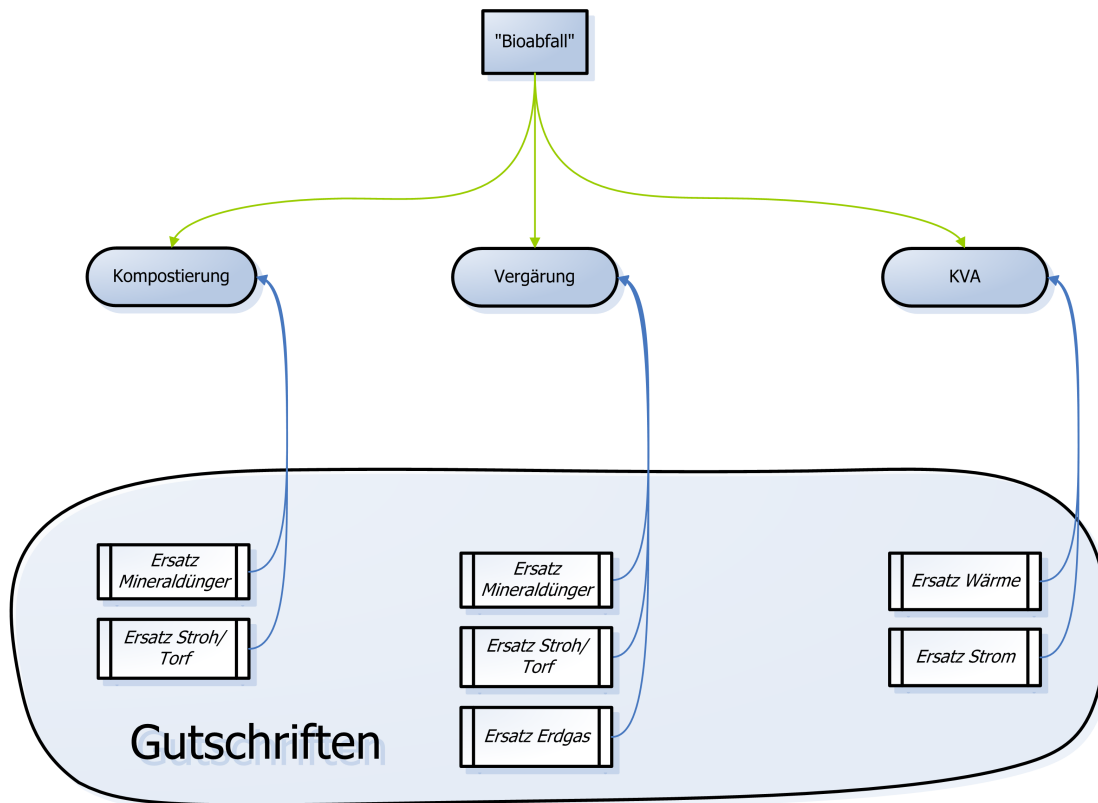 "Bioabfall"
Kompostierung
Vergärung
KVA
Ersatz
Mineraldünger
Ersatz Stroh/
Torf
Ersatz
Mineraldünger
Ersatz Stroh/
Torf
Ersatz Erdgas
Ersatz Wärme
Ersatz Strom
Gutschriften